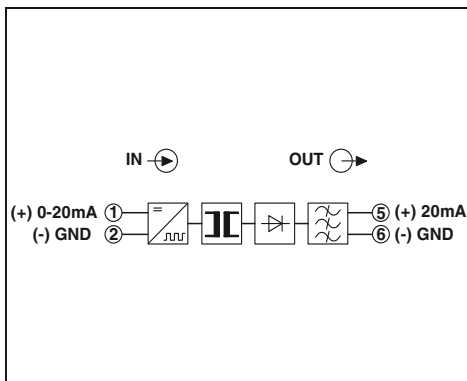 IN OUT
(+) 0-20mA 1 5 (+) 20mA
(-) GND 2 6 (-) GND